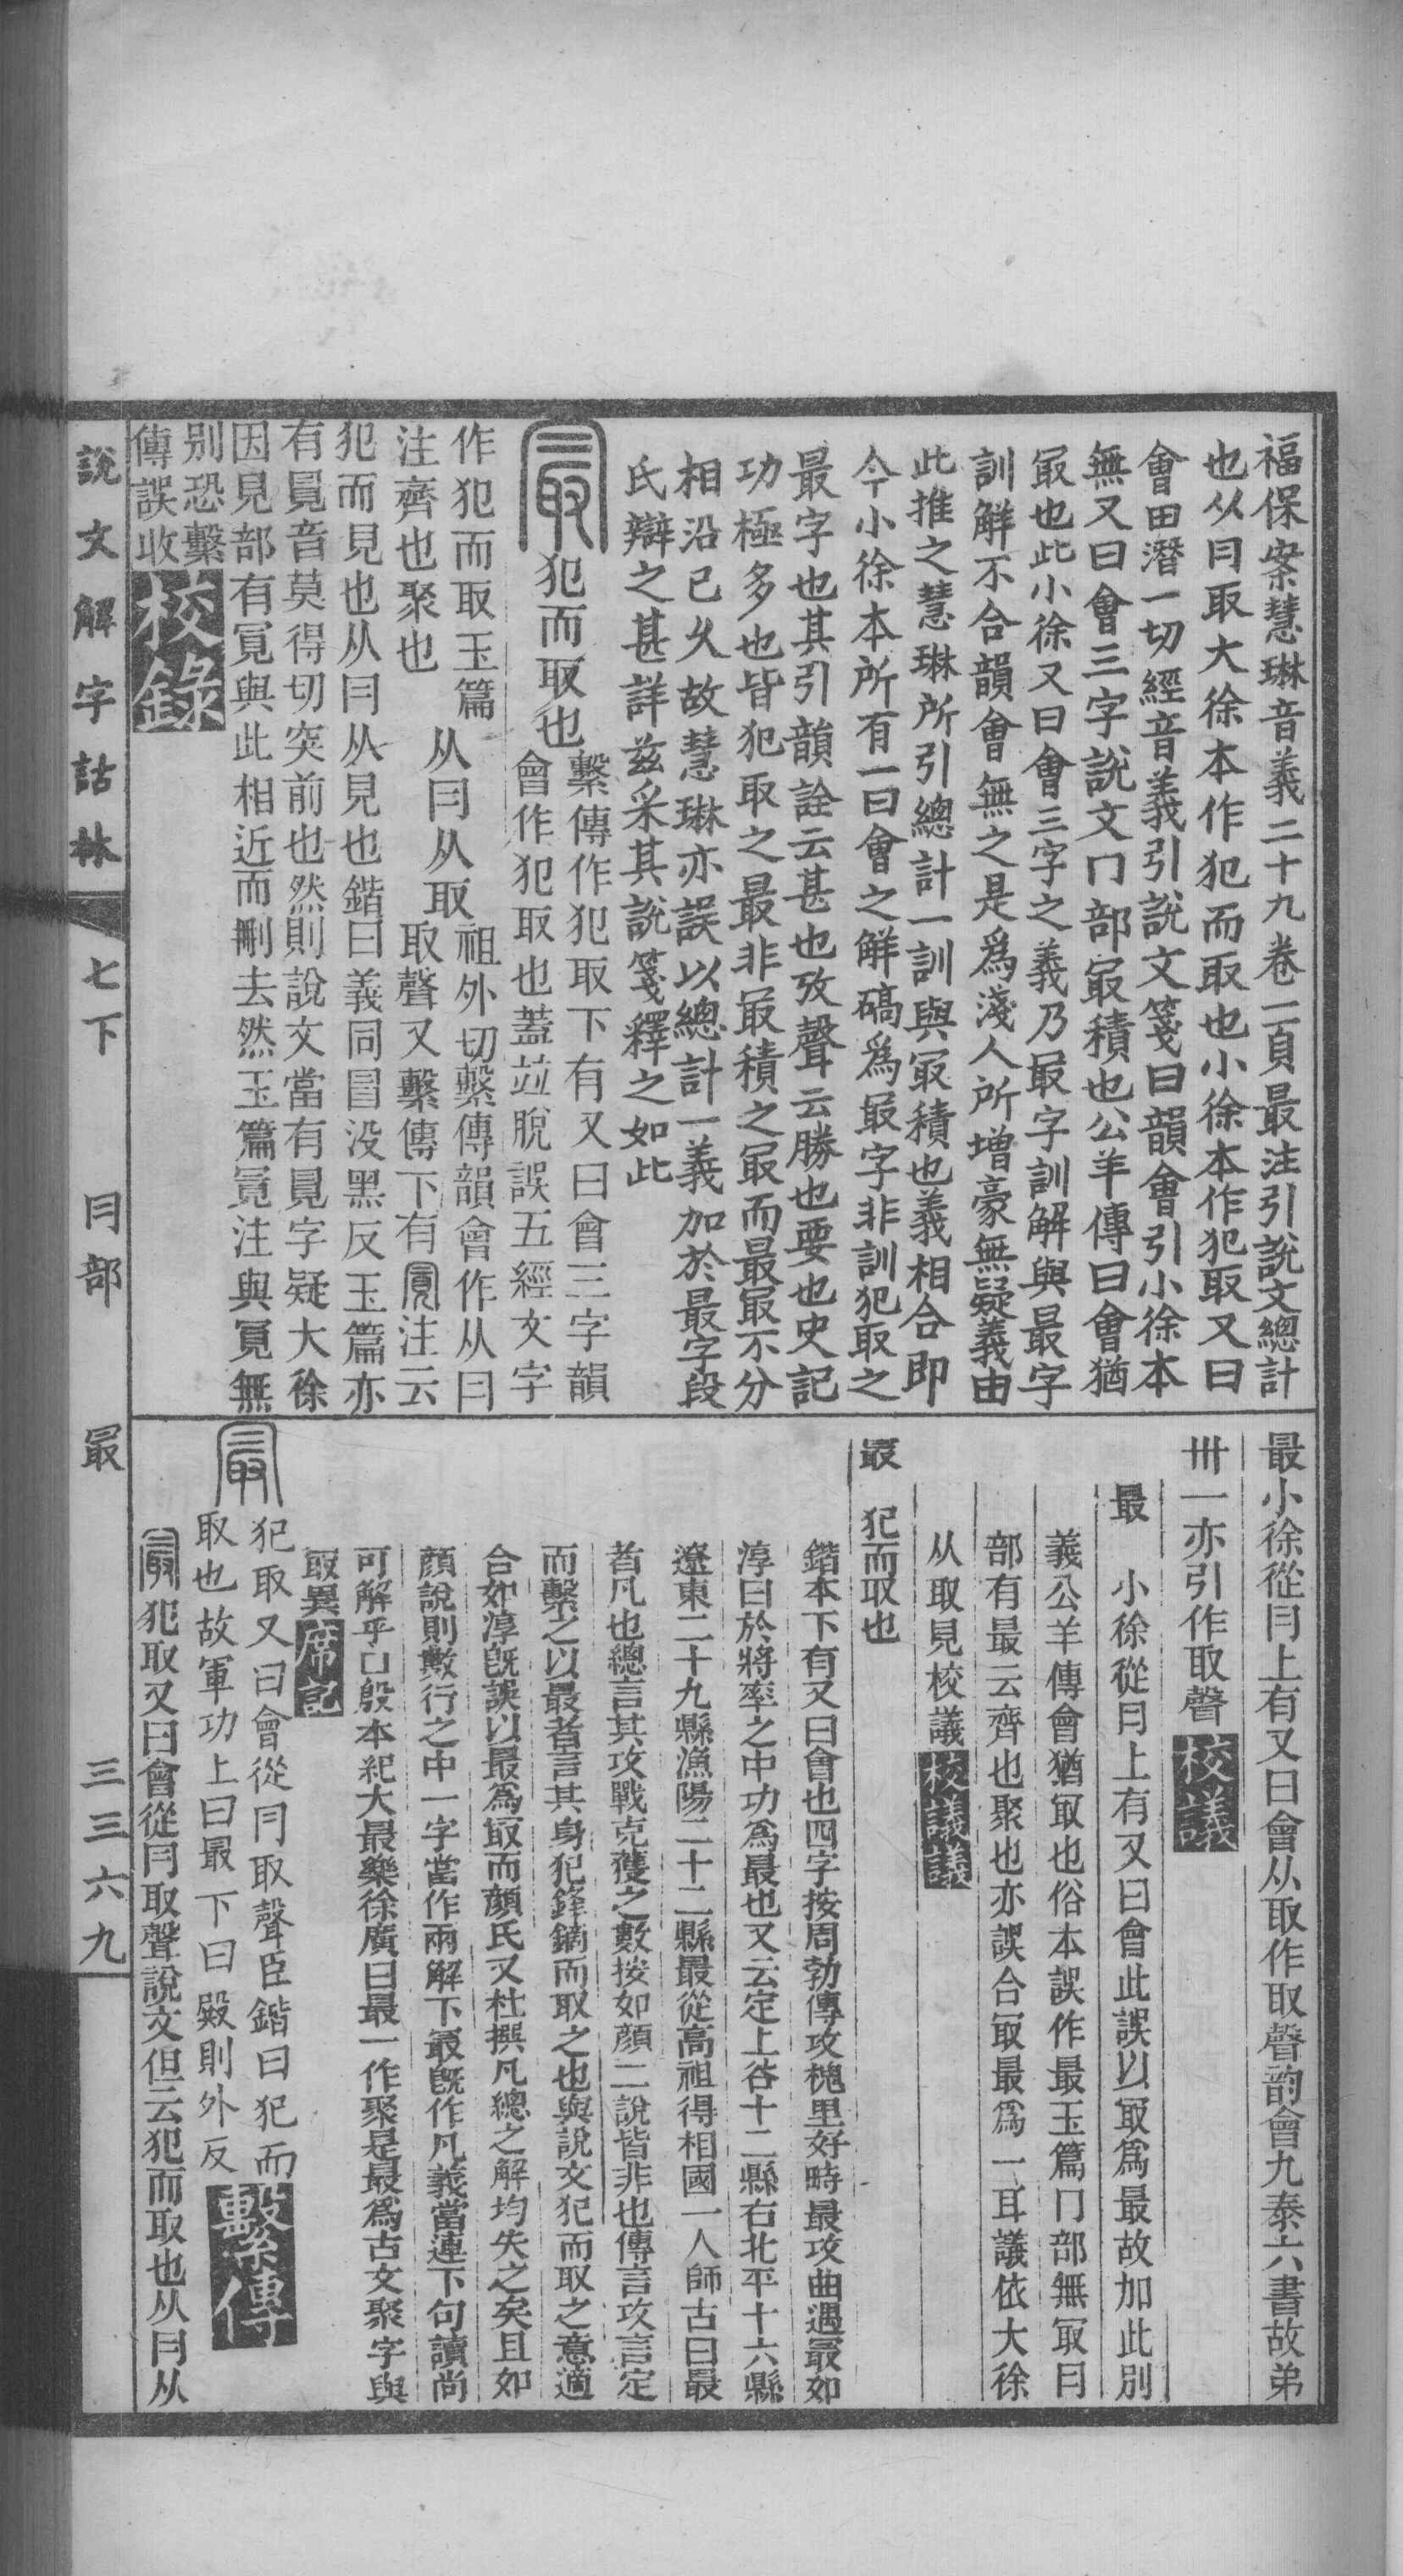 福保案慧琳音義二十九卷二頁最注引說文總計
也从冃取大徐本作犯而取也小徐本作犯取又曰
會田潛一切經音義引說文箋曰韻會引小徐本
無又曰會三字說文冂部冣積也公羊傳曰會猶
冣也此小徐又曰會三字之義乃冣字訓解與最字
訓解不合韻會無之是爲淺人所增豪無疑義由
此推之慧琳所引總計一訓與冣積也義相合卽
今小徐本所有一曰會之解碻爲冣字非訓犯取之
最字也其引韻詮云甚也攷聲云勝也要也史記
功極多也皆犯取之最非冣積之冣而最冣不分
相沿已久故慧琳亦誤以總計一義加於最字段
氏辯之甚詳兹采其說箋釋之如此
最犯而取也
繫傳作犯取下有又曰會三字韻
會作犯取也蓋竝脫誤五經文字
作犯而取玉篇
注齊也聚也
从冃从取
祖外切繫傳韻會作从冃
取聲又繫傳下有𠕤注云
犯而見也从冃从見也鍇曰義同冒没黑反玉篇亦
有𠕤音莫得切突前也然則說文當有𠕤字疑大徐
因見部有覓與此相近而刪去然玉篇覓注與𠕤無
别恐繫
傳誤收
校錄
說文解字詁林
七下
冃部
最
三三六九
最小徐從冃上有又曰會从取作取聲韵會九泰六書故弟
卅一亦引作取聲校議
最
小徐從冃上有又曰會此誤以冣爲最故加此別
義公羊傳會猶冣也俗本誤作最玉篇冂部無冣冃
部有最云齊也聚也亦誤合冣最爲一耳議依大徐
从取見校議校議議
最
犯而取也
鍇本下有又曰會也四字按周勃傳攻槐里好畤最攻曲遇最如
淳曰於將率之中功爲最也又云定上谷十二縣右北平十六縣
遼東二十九縣漁陽二十二縣最從高祖得相國一人師古曰最
者凡也總言其攻戰克獲之數按如顏二說皆非也傳言攻言定
而繫之以最者言其身犯鋒鏑而取之也與說文犯而取之意適
合如淳旣誤以最爲冣而顏氏又杜撰凡總之解均失之矣且如
顏說則數行之中一字當作兩解下最旣作凡義當連下句讀尚
可解乎口殷本紀大最樂徐廣曰最一作聚是最爲古文聚字與
冣異席記
最犯取又曰會從冃取聲臣鍇曰犯而
取也故軍功上曰最下曰殿則外反
繫傳
最犯取又曰會從冃取聲說文但云犯而取也从冃从